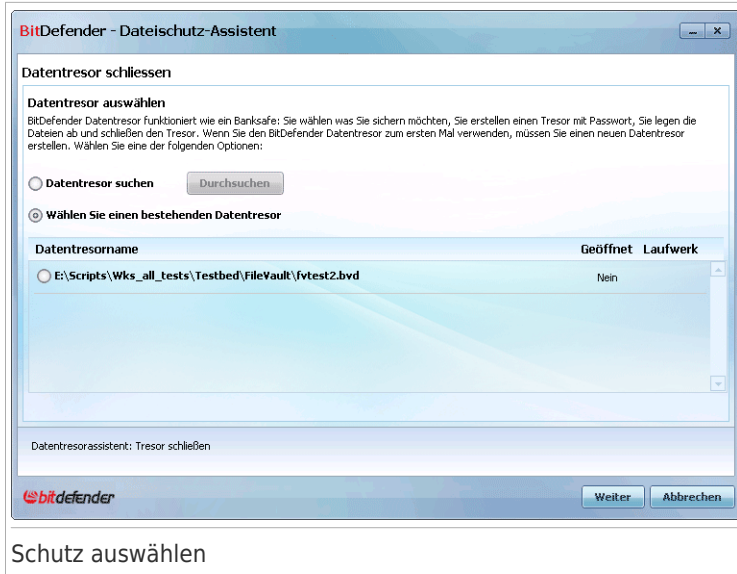 BitDefender - Dateischutz-Assistent
Datentresor schliessen
Datentresor auswählen
BitDefender Datentresor funktioniert wie ein Banksafe: Sie wählen was Sie sichern möchten, Sie erstellen einen Tresor mit Passwort, Sie legen die
Dateien ab und schließen den Tresor. Wenn Sie den BitDefender Datentresor zum ersten Mal verwenden, müssen Sie einen neuen Datentresor
erstellen. Wählen Sie eine der folgenden Optionen:
Datentresor suchen Durchsuchen
Wählen Sie einen bestehenden Datentresor
Datentresorname Geöffnet Laufwerk
E:\Scripts\Wks_all_tests\Testbed\FileVault\fvtest2.bvd Nein
Datentresorassistent: Tresor schließen
bitdefender Weiter Abbrechen
Schutz auswählen